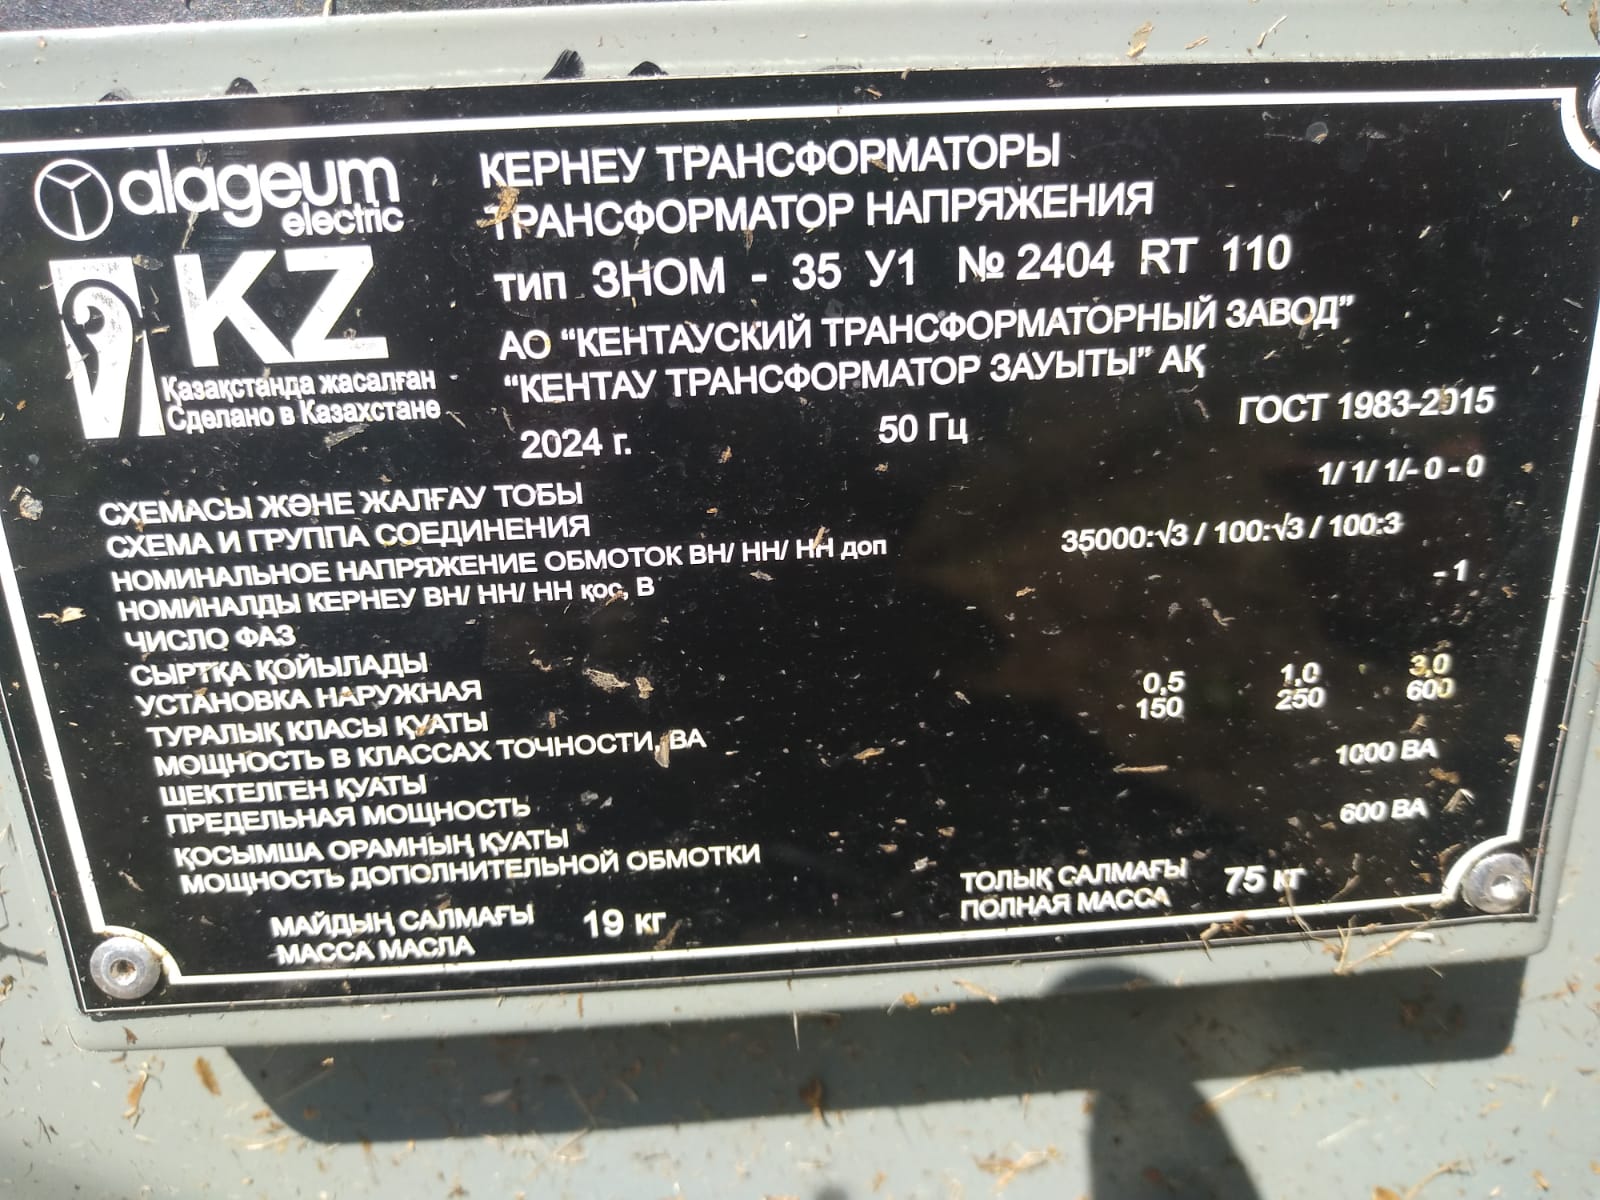 alageum
electric
KZ
Қазақстанда жасалған
Сделано в Казахстане
КЕРНЕУ ТРАНСФОРМАТОРЫ
ТРАНСФОРМАТОР НАПРЯЖЕНИЯ
тип ЗНОМ - 35 У1 № 2404 RT 110
АО "КЕНТАУСКИЙ ТРАНСФОРМАТОРНЫЙ ЗАВОД"
"КЕНТАУ ТРАНСФОРМАТОР ЗАУЫТЫ" АҚ
2024 г. 50 Гц ГОСТ 1983-2015
СХЕМАСЫ ЖӘНЕ ЖАЛҒАУ ТОБЫ 1/ 1/ 1/- 0 - 0
СХЕМА И ГРУППА СОЕДИНЕНИЯ
НОМИНАЛЬНОЕ НАПРЯЖЕНИЕ ОБМОТОК ВН/ НН/ НН доп 35000:√3 / 100:√3 / 100:3
НОМИНАЛДЫ КЕРНЕУ ВН/ НН/ НН қос, В
ЧИСЛО ФАЗ - 1
СЫРТҚА ҚОЙЫЛАДЫ
УСТАНОВКА НАРУЖНАЯ
ТУРАЛЫҚ КЛАСЫ ҚУАТЫ 0,5 1,0 3,0
МОЩНОСТЬ В КЛАССАХ ТОЧНОСТИ, ВА 150 250 600
ШЕКТЕЛГЕН ҚУАТЫ 1000 ВА
ПРЕДЕЛЬНАЯ МОЩНОСТЬ
ҚОСЫМША ОРАМНЫҢ ҚУАТЫ 600 ВА
МОЩНОСТЬ ДОПОЛНИТЕЛЬНОЙ ОБМОТКИ
МАЙДЫҢ САЛМАҒЫ 19 кг
МАССА МАСЛА
ТОЛЫҚ САЛМАҒЫ 75 кг
ПОЛНАЯ МАССА